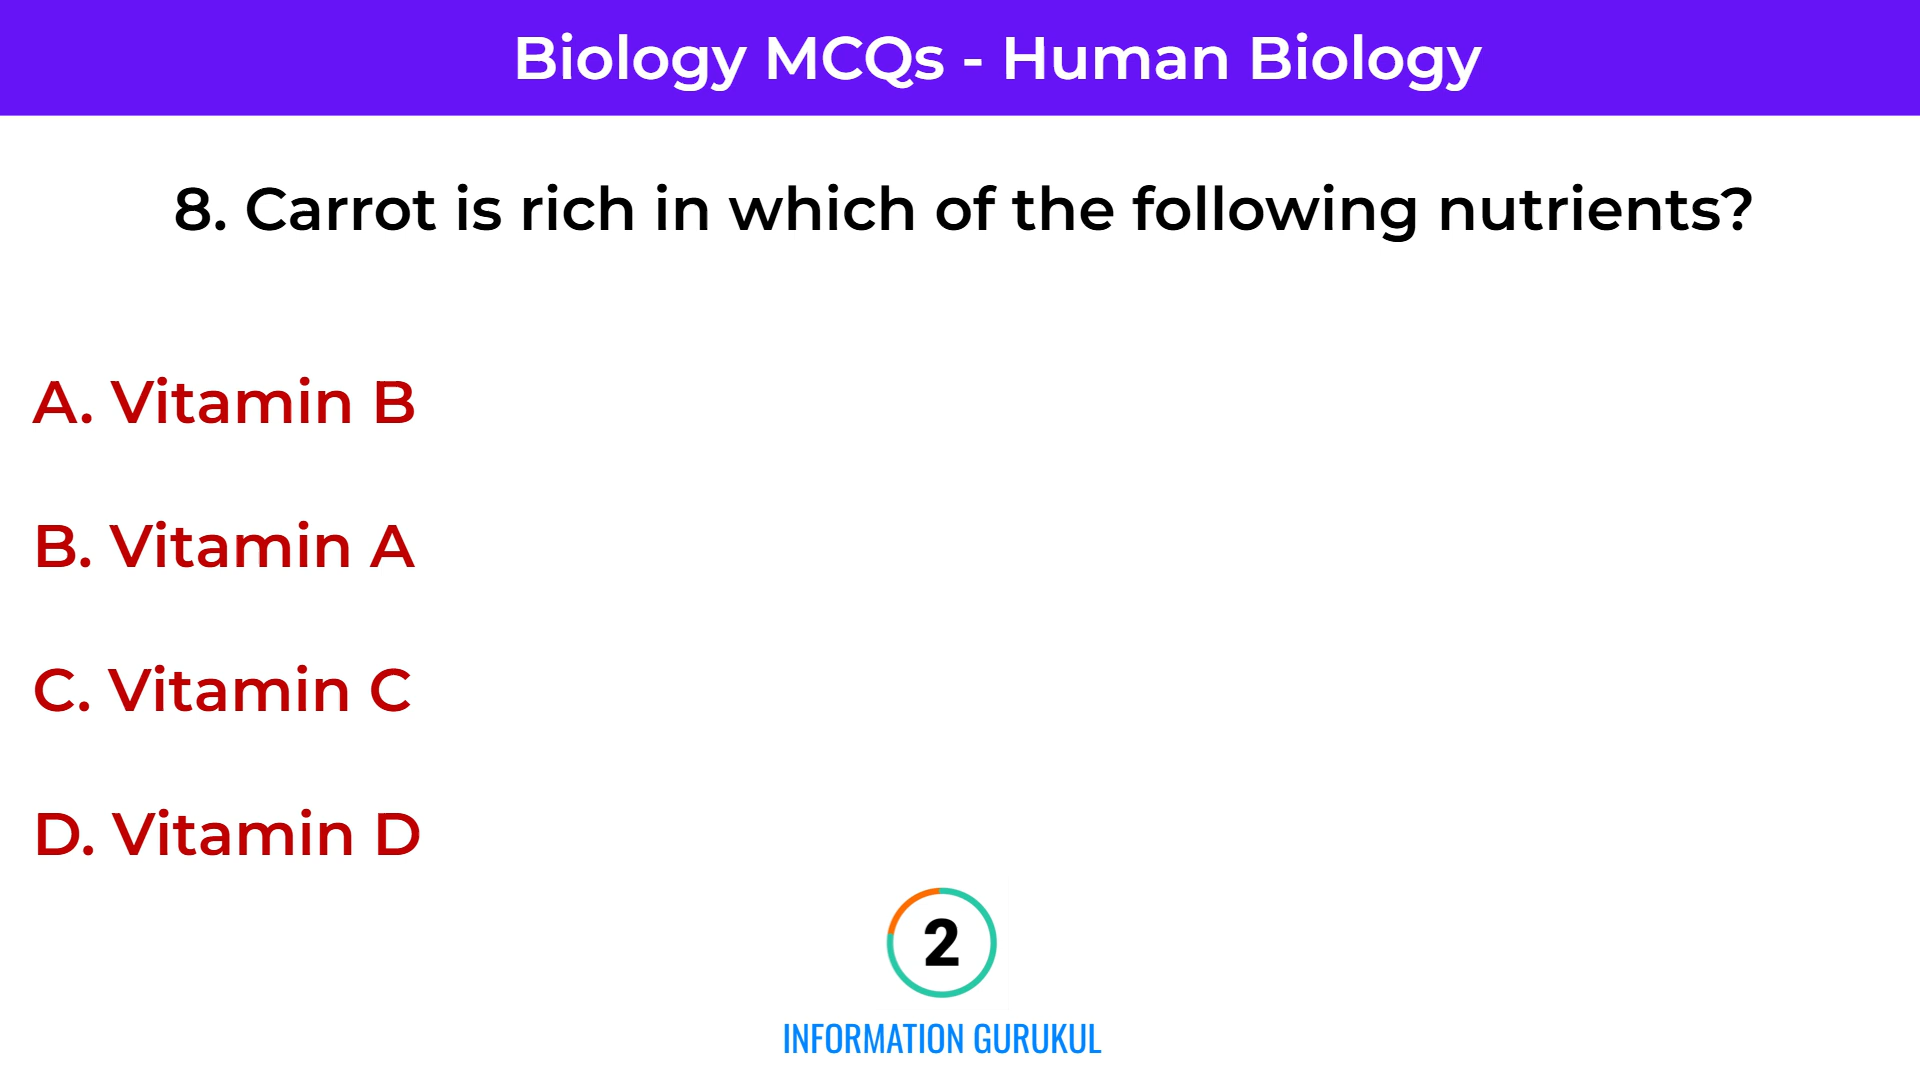 Biology MCQs - Human Biology
8. Carrot is rich in which of the following nutrients?
A. Vitamin B
B. Vitamin A
C. Vitamin C
D. Vitamin D
2
INFORMATION GURUKUL